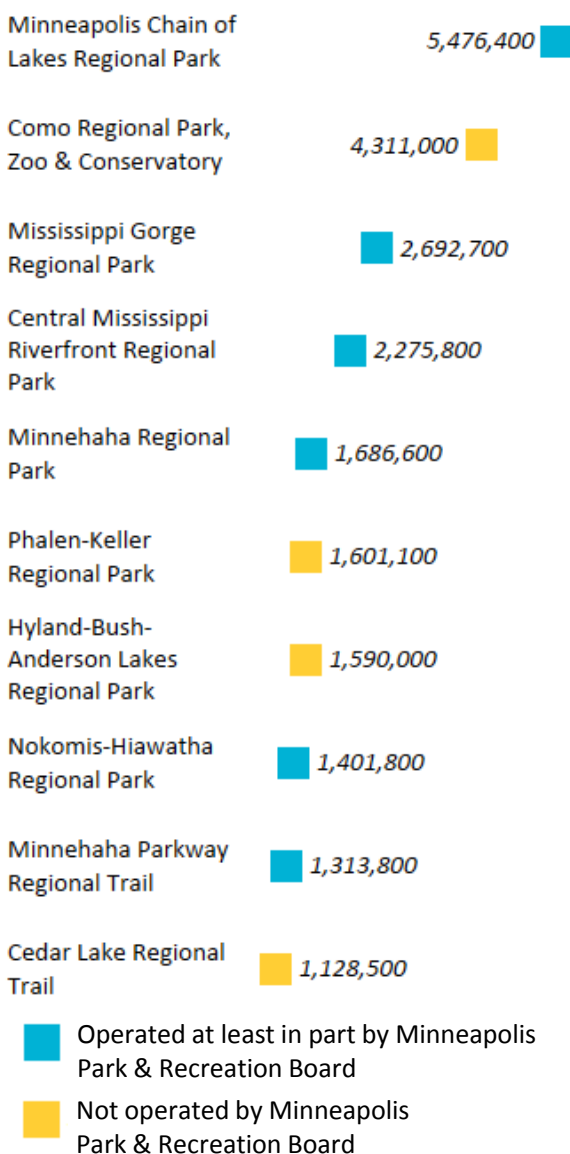 Minneapolis Chain of
Lakes Regional Park
5,476,400
Como Regional Park,
Zoo & Conservatory
4,311,000
Mississippi Gorge
Regional Park
2,692,700
Central Mississippi
Riverfront Regional
Park
2,275,800
Minnehaha Regional
Park
1,686,600
Phalen-Keller
Regional Park
1,601,100
Hyland-Bush-
Anderson Lakes
Regional Park
1,590,000
Nokomis-Hiawatha
Regional Park
1,401,800
Minnehaha Parkway
Regional Trail
1,313,800
Cedar Lake Regional
Trail
1,128,500
Operated at least in part by Minneapolis
Park & Recreation Board
Not operated by Minneapolis
Park & Recreation Board